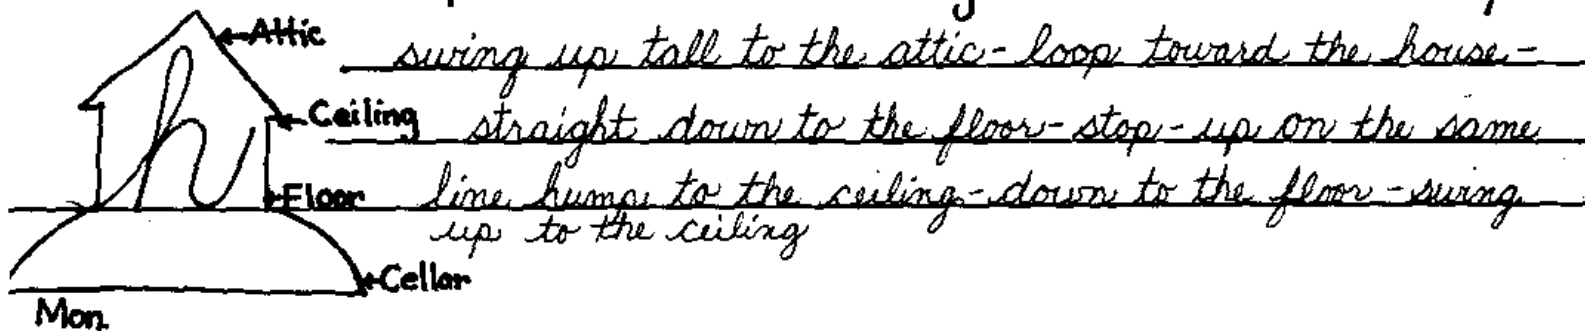 Attic
swing up tall to the attic-loop toward the house-
Ceiling
straight down to the floor-stop-up on the same
Floor
line hump to the ceiling-down to the floor-swing
up to the ceiling
h
Cellar
Mon.